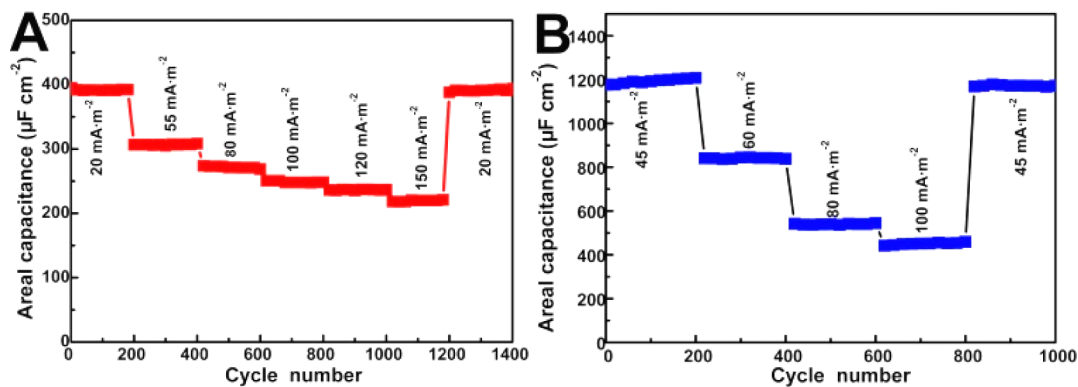 A
Areal capacitance (µF cm⁻²)
500
400
300
200
100
0
20 mA·m⁻²
55 mA·m⁻²
80 mA·m⁻²
100 mA·m⁻²
120 mA·m⁻²
150 mA·m⁻²
20 mA·m⁻²
0 200 400 600 800 1000 1200 1400
Cycle number
B
Areal capacitance (µF cm⁻²)
1400
1200
1000
800
600
400
200
0
45 mA·m⁻²
60 mA·m⁻²
80 mA·m⁻²
100 mA·m⁻²
45 mA·m⁻²
0 200 400 600 800 1000
Cycle number